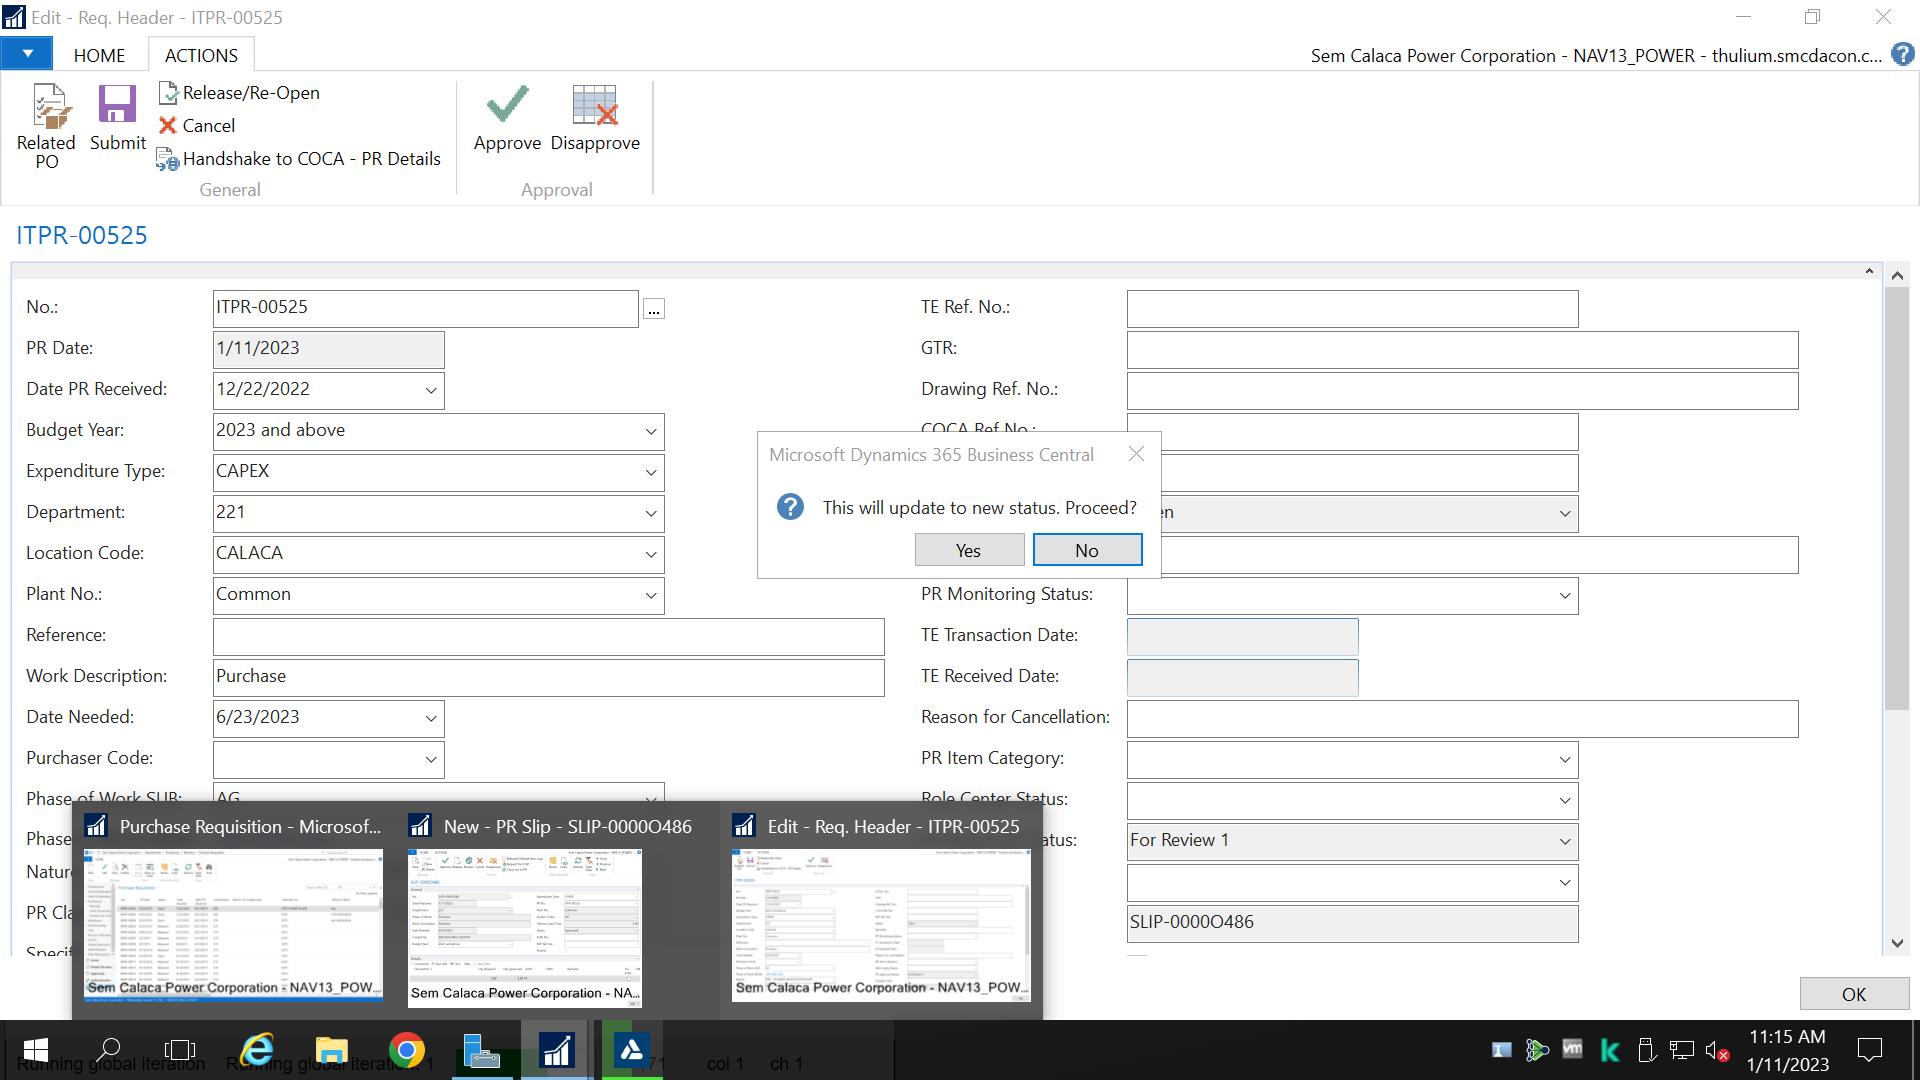 Edit - Req. Header - ITPR-00525
HOME
ACTIONS
Sem Calaca Power Corporation - NAV13_POWER - thulium.smcdacon.c...
Related PO
Submit
Release/Re-Open
Cancel
Handshake to COCA - PR Details
General
Approve
Disapprove
Approval
ITPR-00525
No.: ITPR-00525 ...
PR Date: 1/11/2023
Date PR Received: 12/22/2022
Budget Year: 2023 and above
Expenditure Type: CAPEX
Department: 221
Location Code: CALACA
Plant No.: Common
Reference:
Work Description: Purchase
Date Needed: 6/23/2023
Purchaser Code:
Phase of Work SUB: AG
Phase
Nature
PR Cla
Specif
TE Ref. No.:
GTR:
Drawing Ref. No.:
COCA Ref No.:
en
PR Monitoring Status:
TE Transaction Date:
TE Received Date:
Reason for Cancellation:
PR Item Category:
Role Center Status:
atus: For Review 1
SLIP-0000O486
OK
Microsoft Dynamics 365 Business Central
This will update to new status. Proceed?
Yes
No
Purchase Requisition - Microsof...
Sem Calaca Power Corporation - NAV13_POW...
New - PR Slip - SLIP-0000O486
Sem Calaca Power Corporation - NA...
Edit - Req. Header - ITPR-00525
Sem Calaca Power Corporation - NAV13_POW...
Running global iteration
Running global iteration: 1
71
col 1
ch 1
11:15 AM
1/11/2023